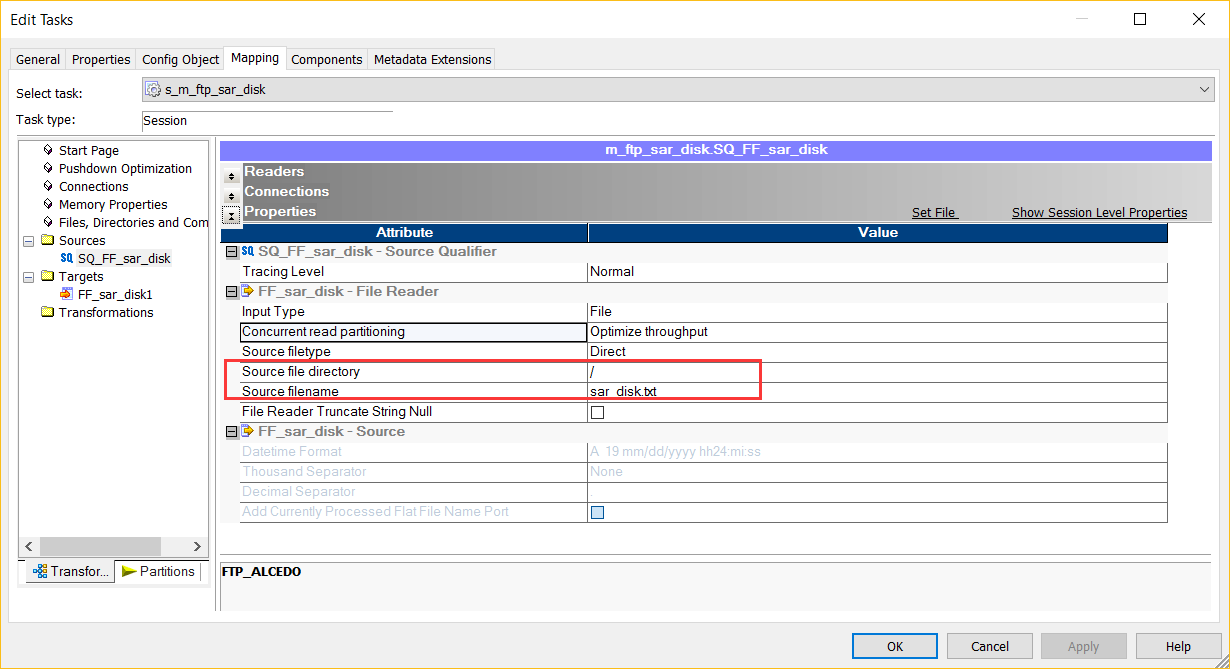 Edit Tasks
General Properties Config Object Mapping Components Metadata Extensions
Select task: s_m_ftp_sar_disk
Task type: Session
Start Page
Pushdown Optimization
Connections
Memory Properties
Files, Directories and Com
Sources
SQ_FF_sar_disk
Targets
FF_sar_disk1
Transformations
Transfor... Partitions
m_ftp_sar_disk.SQ_FF_sar_disk
Readers
Connections
Properties Set File Show Session Level Properties
Attribute Value
SQ_FF_sar_disk - Source Qualifier
Tracing Level Normal
FF_sar_disk - File Reader
Input Type File
Concurrent read partitioning Optimize throughput
Source filetype Direct
Source file directory /
Source filename sar_disk.txt
File Reader Truncate String Null
FF_sar_disk - Source
Datetime Format A 19 mm/dd/yyyy hh24:mi:ss
Thousand Separator None
Decimal Separator .
Add Currently Processed Flat File Name Port
FTP_ALCEDO
OK Cancel Apply Help